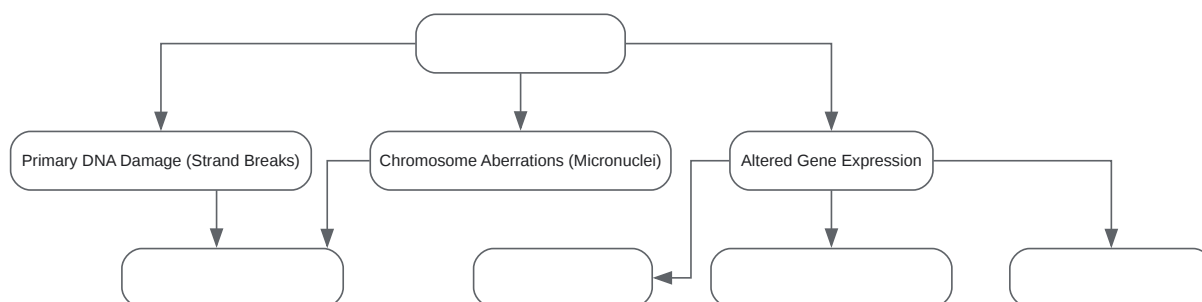 Primary DNA Damage (Strand Breaks)
Chromosome Aberrations (Micronuclei)
Altered Gene Expression